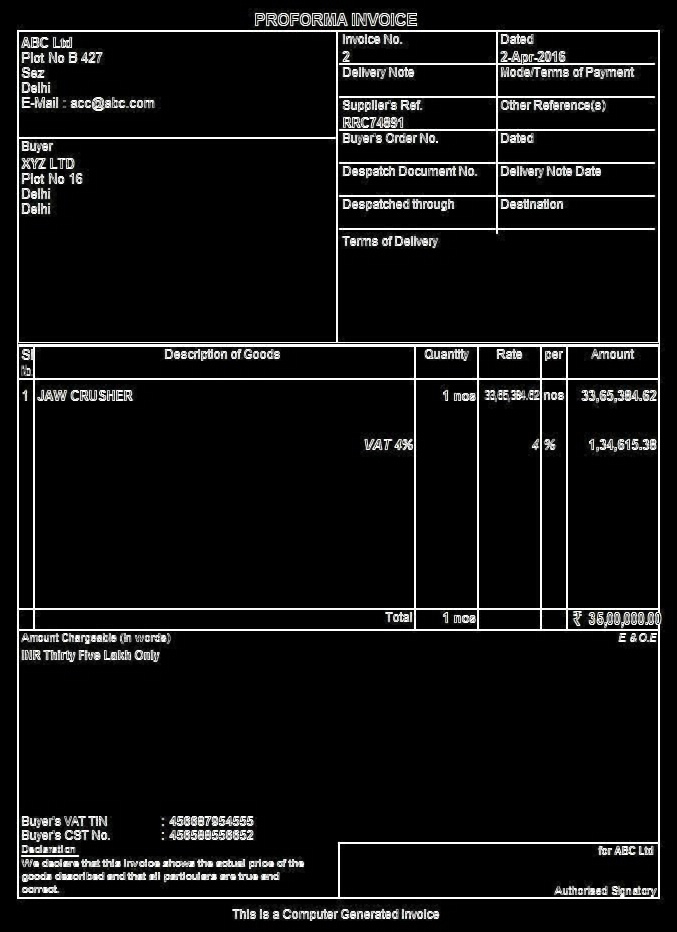 PROFORMA INVOICE
ABC Ltd
Plot No B 427
Sez
Delhi
E-Mail : acc@abc.com
Invoice No.
2
Dated
2-Apr-2016
Delivery Note
Mode/Terms of Payment
Supplier's Ref.
RRC74891
Other Reference(s)
Buyer
XYZ LTD
Plot No 16
Delhi
Delhi
Buyer's Order No.
Dated
Despatch Document No.
Delivery Note Date
Despatched through
Destination
Terms of Delivery
Sl No. Description of Goods Quantity Rate per Amount
1 JAW CRUSHER 1 nos 33,65,384.62 nos 33,65,384.62
VAT 4% 4 % 1,34,615.38
Total 1 nos ₹ 35,00,000.00
Amount Chargeable (in words) E & O.E
INR Thirty Five Lakh Only
Buyer's VAT TIN : 456687954555
Buyer's CST No. : 456588556652
Declaration
We declare that this invoice shows the actual price of the
goods described and that all particulars are true and
correct.
for ABC Ltd
Authorised Signatory
This is a Computer Generated Invoice